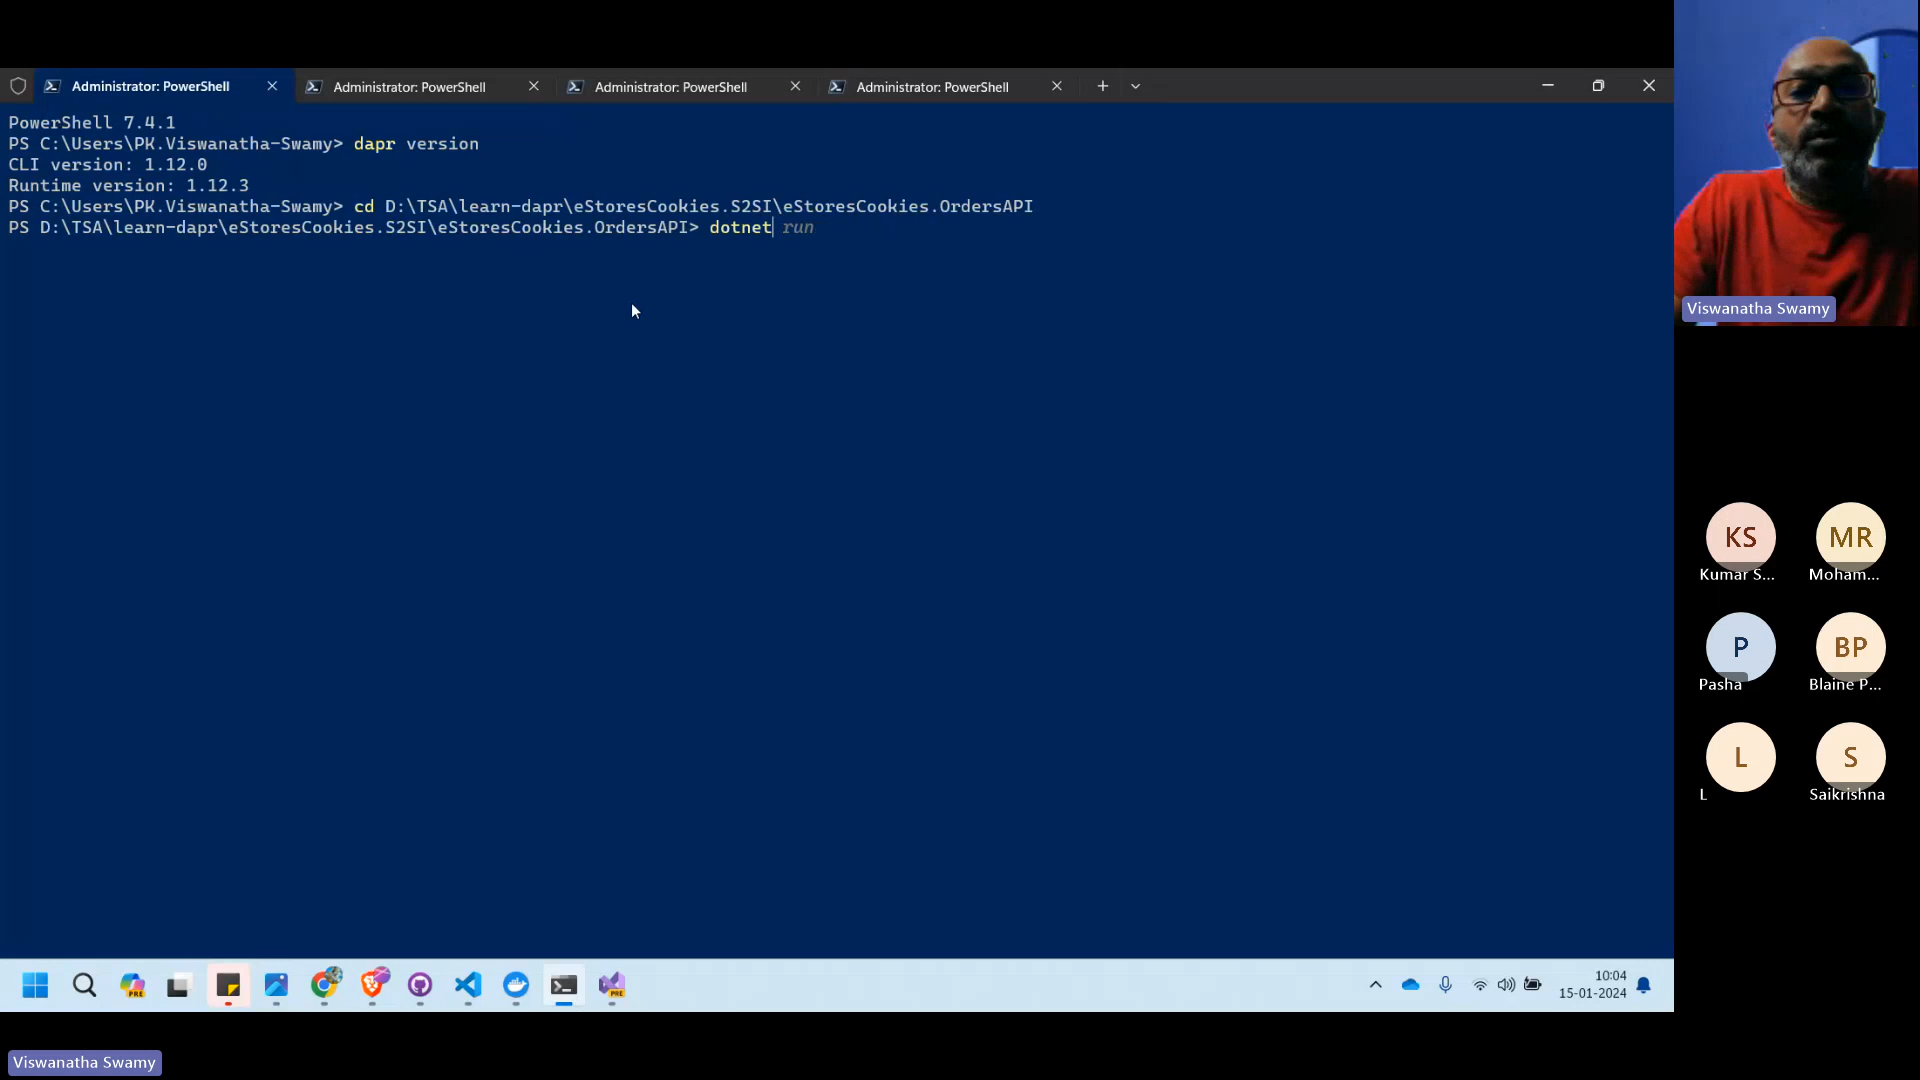 Administrator: PowerShell
Administrator: PowerShell
Administrator: PowerShell
Administrator: PowerShell
PowerShell 7.4.1
PS C:\Users\PK.Viswanatha-Swamy> dapr version
CLI version: 1.12.0
Runtime version: 1.12.3
PS C:\Users\PK.Viswanatha-Swamy> cd D:\TSA\learn-dapr\eStoresCookies.S2SI\eStoresCookies.OrdersAPI
PS D:\TSA\learn-dapr\eStoresCookies.S2SI\eStoresCookies.OrdersAPI> dotnet run
Viswanatha Swamy
KS
Kumar S...
MR
Moham...
P
Pasha
BP
Blaine P...
L
L
S
Saikrishna
PRE
PRE
10:04
15-01-2024
Viswanatha Swamy